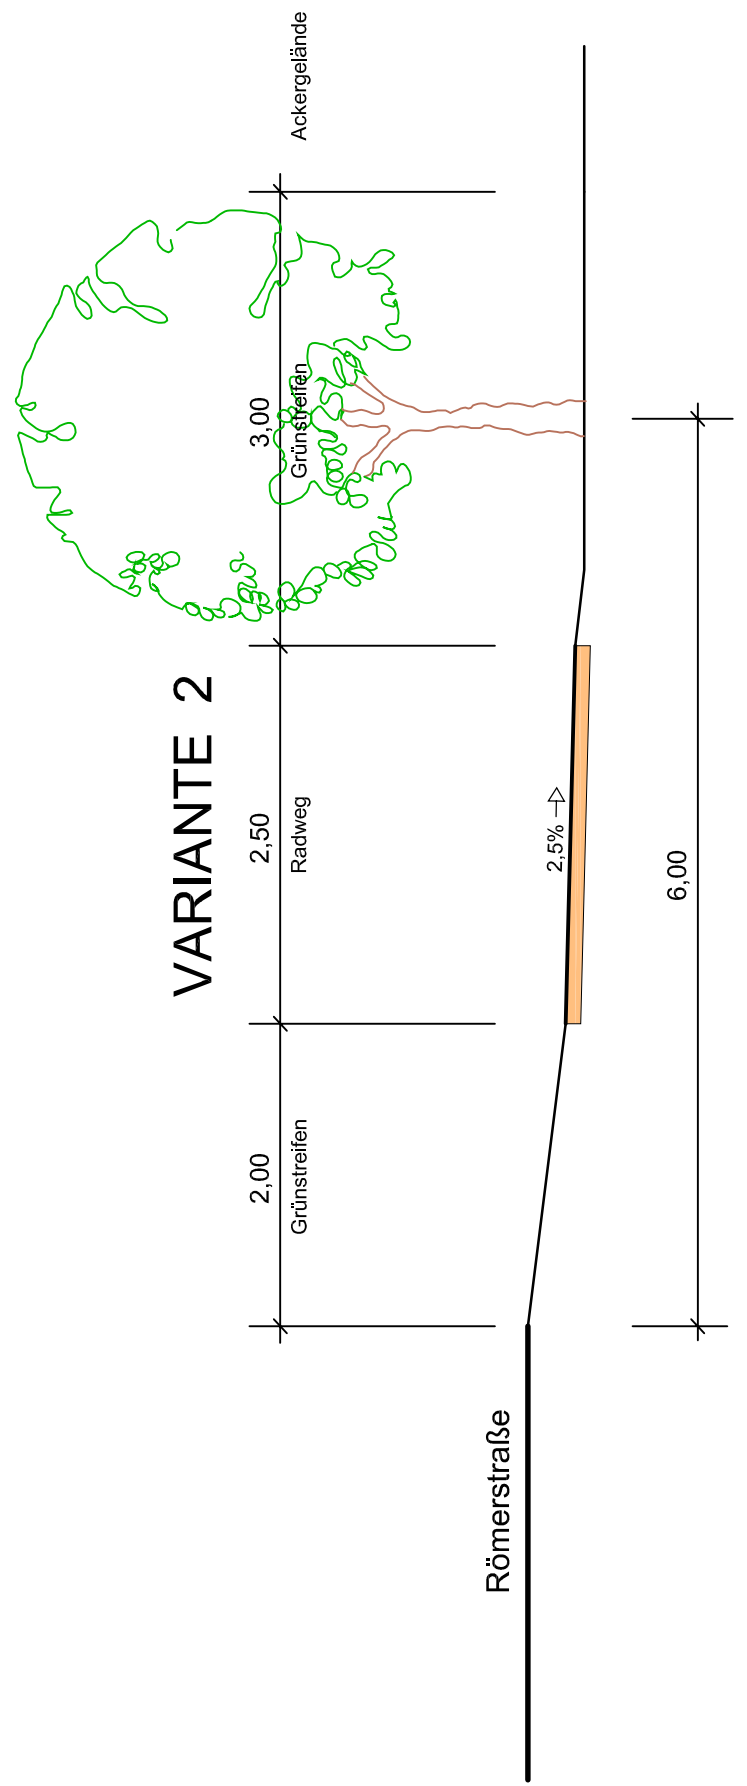 VARIANTE 2
2,00
2,50
3,00
Grünstreifen
Radweg
Grünstreifen
Ackergelände
Römerstraße
2,5%
6,00